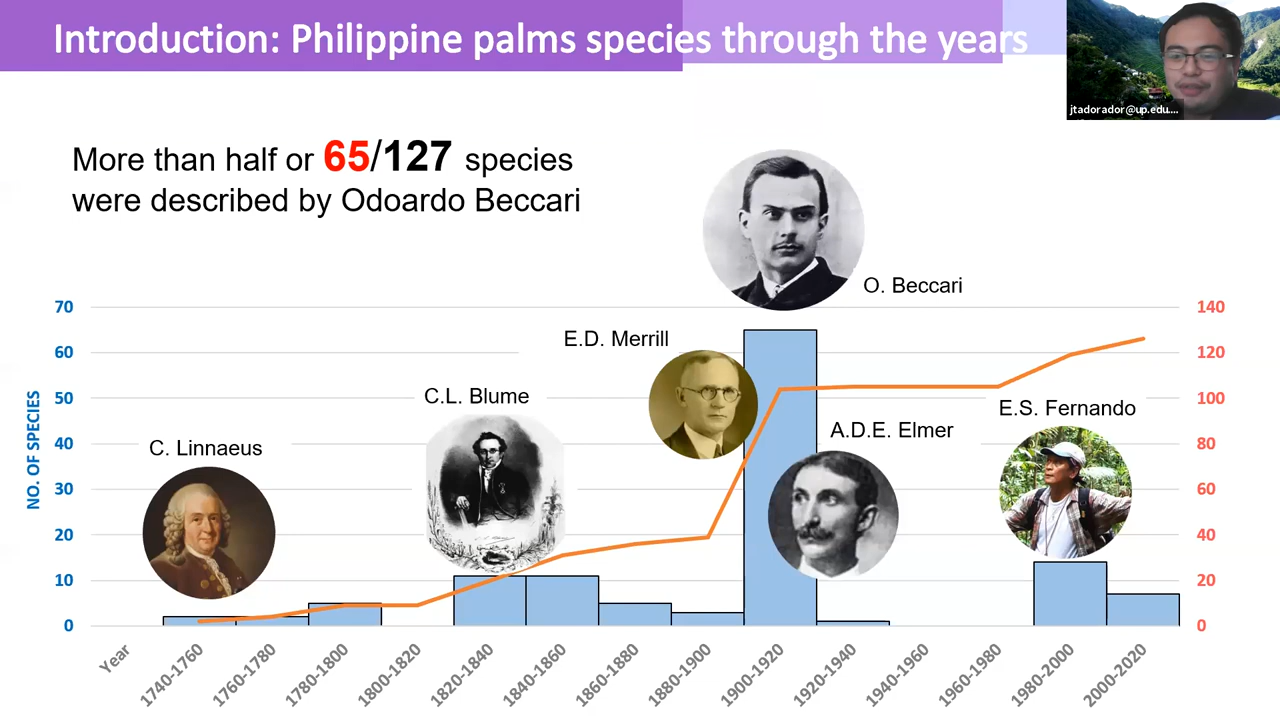 Introduction: Philippine palms species through the years
jtadorador@up.edu....
More than half or 65/127 species
were described by Odoardo Beccari
O. Beccari
E.D. Merrill
C.L. Blume
A.D.E. Elmer
E.S. Fernando
C. Linnaeus
NO. OF SPECIES
70
60
50
40
30
20
10
0
140
120
100
80
60
40
20
0
Year
1740-1760
1760-1780
1780-1800
1800-1820
1820-1840
1840-1860
1860-1880
1880-1900
1900-1920
1920-1940
1940-1960
1960-1980
1980-2000
2000-2020